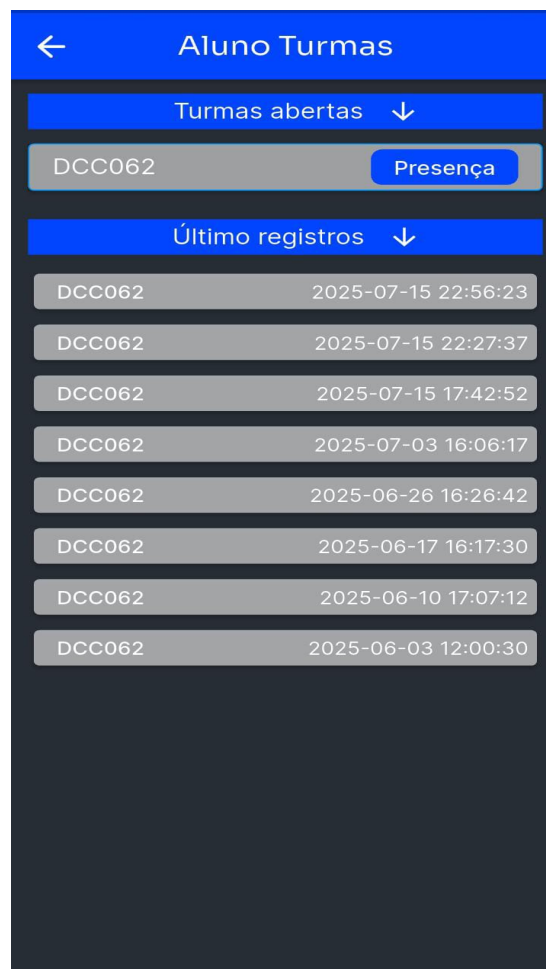 Aluno Turmas
Turmas abertas
DCC062 Presença
Último registros
DCC062 2025-07-15 22:56:23
DCC062 2025-07-15 22:27:37
DCC062 2025-07-15 17:42:52
DCC062 2025-07-03 16:06:17
DCC062 2025-06-26 16:26:42
DCC062 2025-06-17 16:17:30
DCC062 2025-06-10 17:07:12
DCC062 2025-06-03 12:00:30